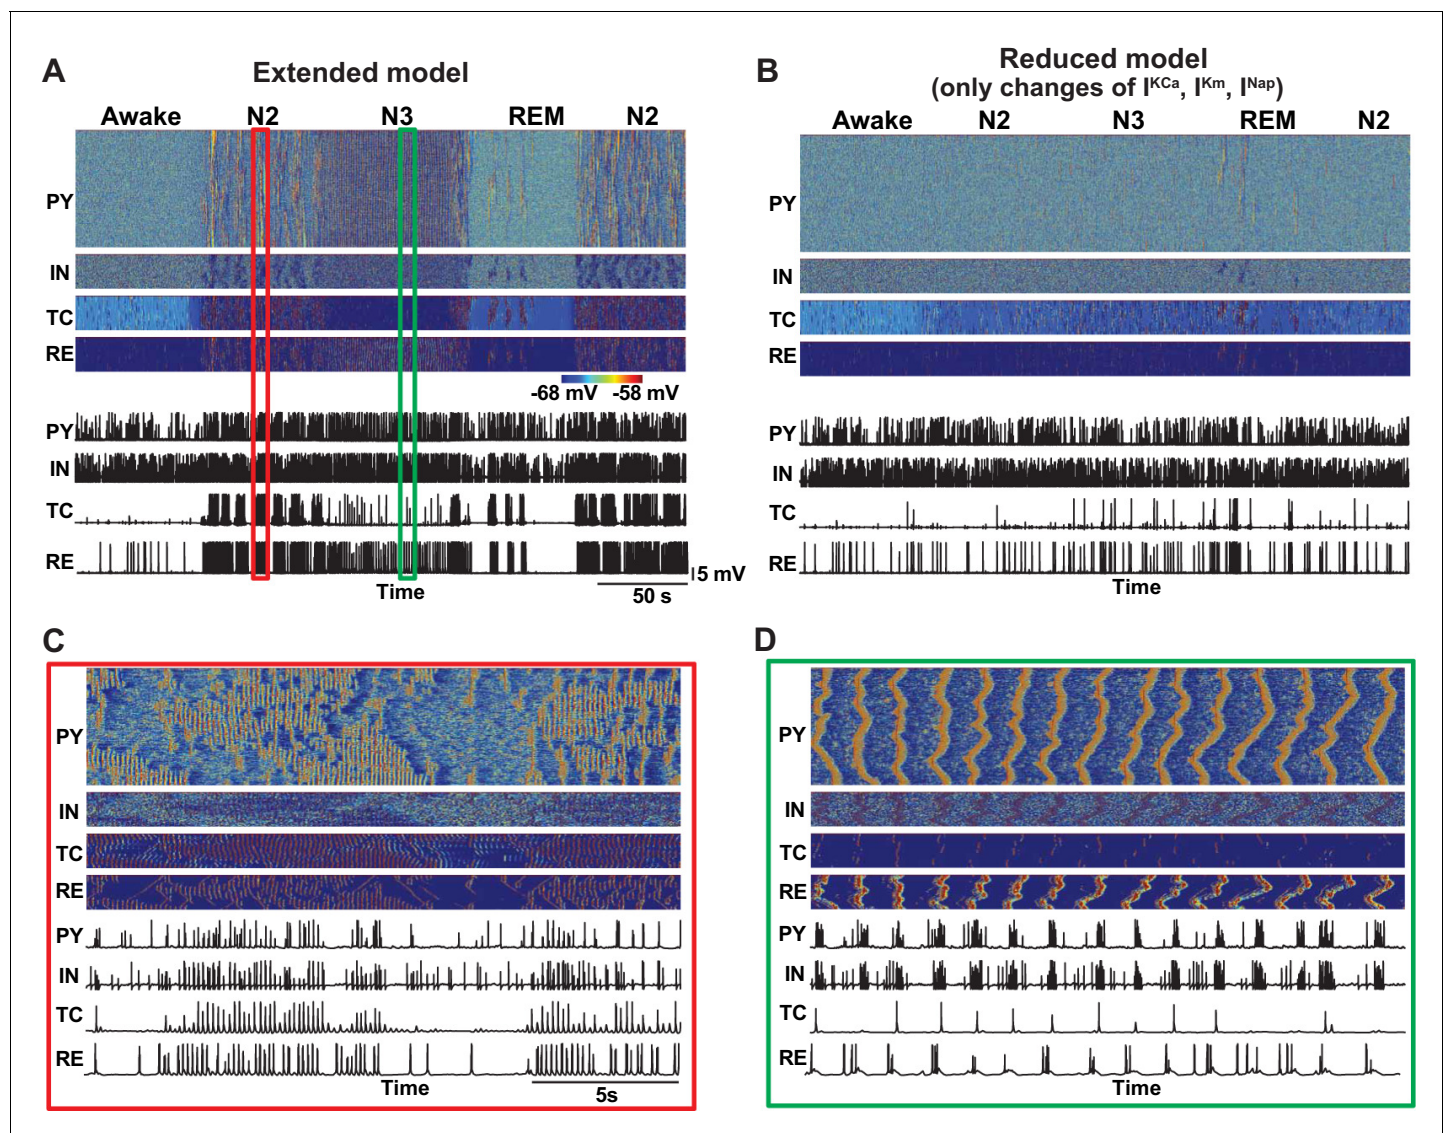 A
Extended model
Awake N2 N3 REM N2
PY
IN
TC
RE
-68 mV -58 mV
PY
IN
TC
RE
5 mV
Time
50 s
B
Reduced model
(only changes of I^KCa, I^Km, I^Nap)
Awake N2 N3 REM N2
PY
IN
TC
RE
PY
IN
TC
RE
Time
C
PY
IN
TC
RE
PY
IN
TC
RE
Time
5s
D
PY
IN
TC
RE
PY
IN
TC
RE
Time